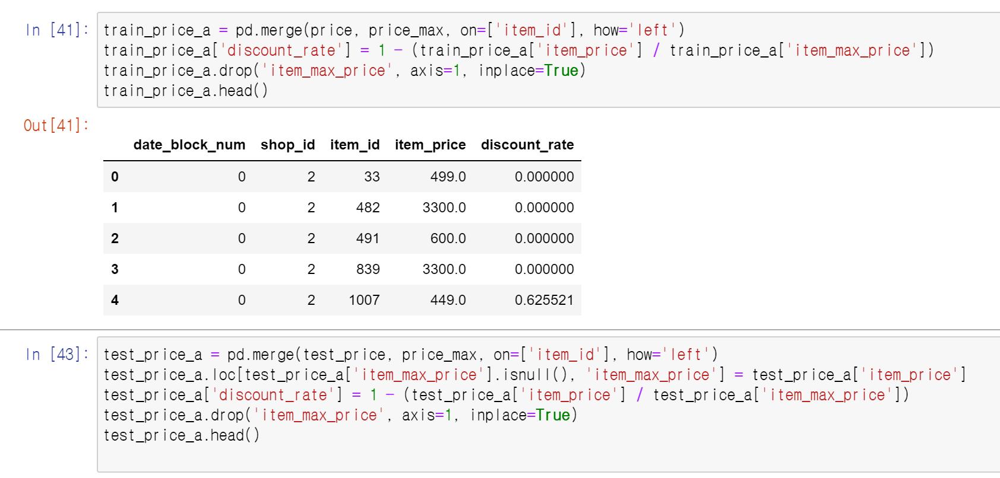 In [41]: train_price_a = pd.merge(price, price_max, on=['item_id'], how='left')
train_price_a['discount_rate'] = 1 - (train_price_a['item_price'] / train_price_a['item_max_price'])
train_price_a.drop('item_max_price', axis=1, inplace=True)
train_price_a.head()
Out[41]:
date_block_num shop_id item_id item_price discount_rate
0 0 2 33 499.0 0.000000
1 0 2 482 3300.0 0.000000
2 0 2 491 600.0 0.000000
3 0 2 839 3300.0 0.000000
4 0 2 1007 449.0 0.625521
In [43]: test_price_a = pd.merge(test_price, price_max, on=['item_id'], how='left')
test_price_a.loc[test_price_a['item_max_price'].isnull(), 'item_max_price'] = test_price_a['item_price']
test_price_a['discount_rate'] = 1 - (test_price_a['item_price'] / test_price_a['item_max_price'])
test_price_a.drop('item_max_price', axis=1, inplace=True)
test_price_a.head()